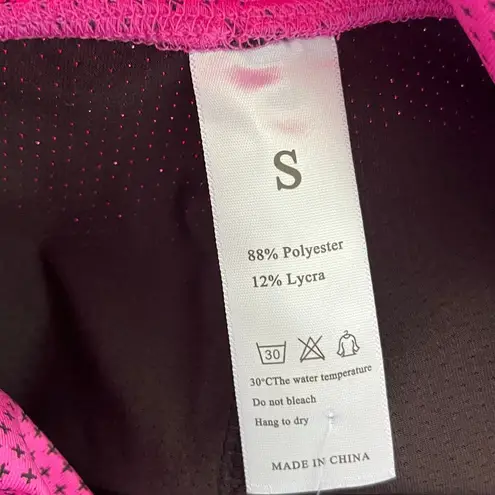 S
88% Polyester
12% Lycra
30
30°CThe water temperature
Do not bleach
Hang to dry
MADE IN CHINA